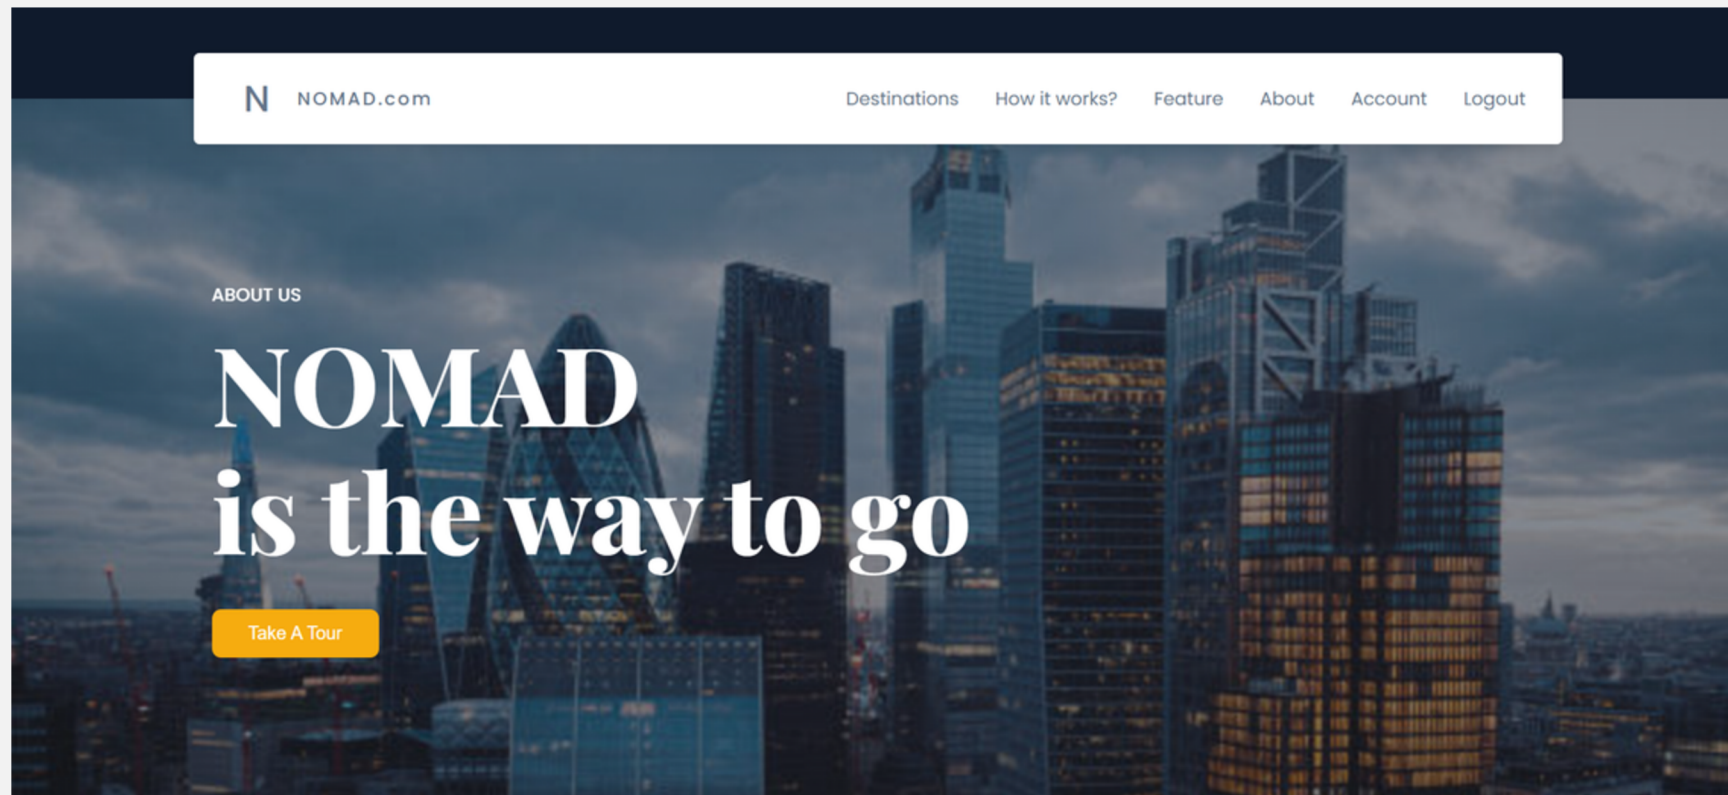 N NOMAD.com Destinations How it works? Feature About Account Logout
ABOUT US
NOMAD
is the way to go
Take A Tour